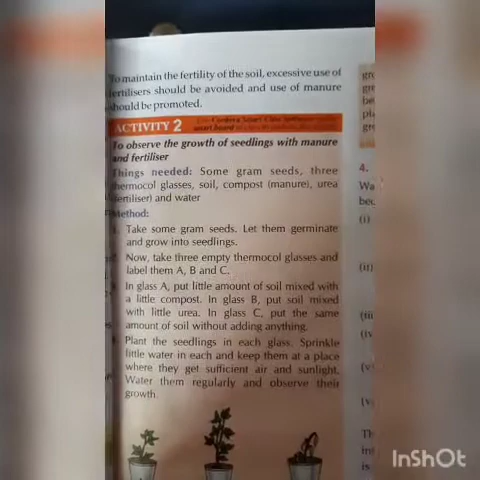 To maintain the fertility of the soil, excessive use of
fertilisers should be avoided and use of manure
should be promoted.
ACTIVITY 2
To observe the growth of seedlings with manure
and fertiliser
Things needed: Some gram seeds, three
thermocol glasses, soil, compost (manure), urea
(fertiliser) and water
Method:
Take some gram seeds. Let them germinate
and grow into seedlings.
Now, take three empty thermocol glasses and
label them A, B and C.
In glass A, put little amount of soil mixed with
a little compost. In glass B, put soil mixed
with little urea. In glass C, put the same
amount of soil without adding anything.
Plant the seedlings in each glass. Sprinkle
little water in each and keep them at a place
where they get sufficient air and sunlight.
Water them regularly and observe their
growth.
4.
(i)
(ii)
InShOt